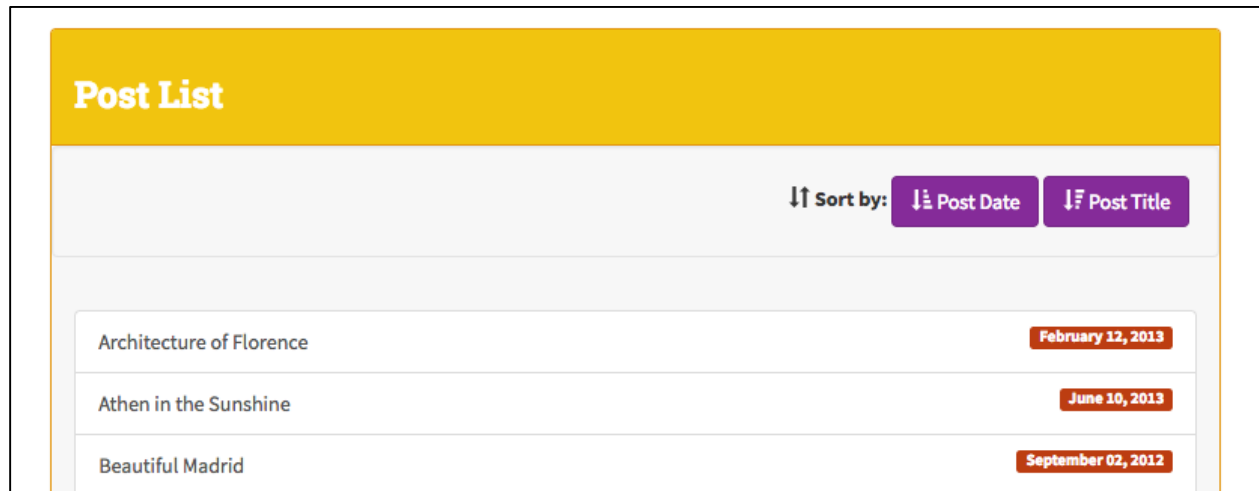 Post List
Sort by: Post Date Post Title
Architecture of Florence February 12, 2013
Athen in the Sunshine June 10, 2013
Beautiful Madrid September 02, 2012